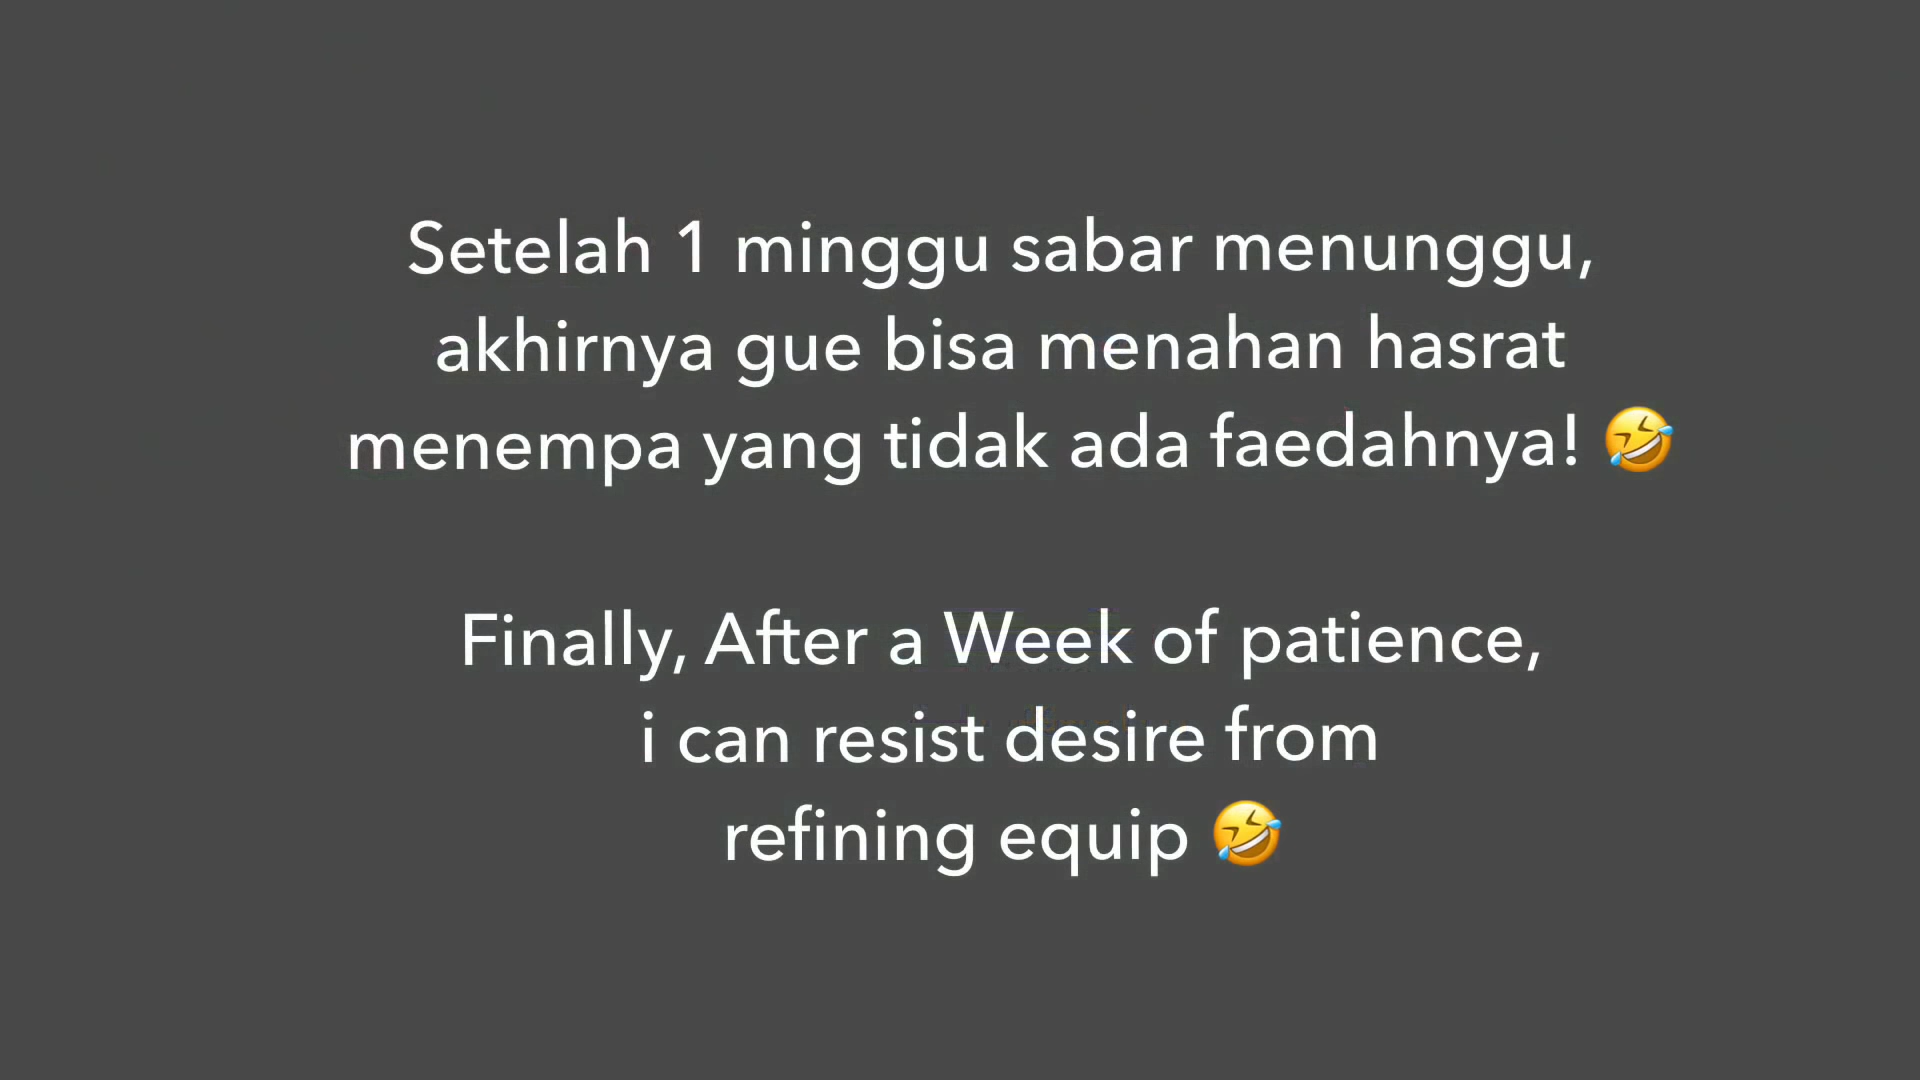 Setelah 1 minggu sabar menunggu,
akhirnya gue bisa menahan hasrat
menempa yang tidak ada faedahnya! 🤣
Finally, After a Week of patience,
i can resist desire from
refining equip 🤣